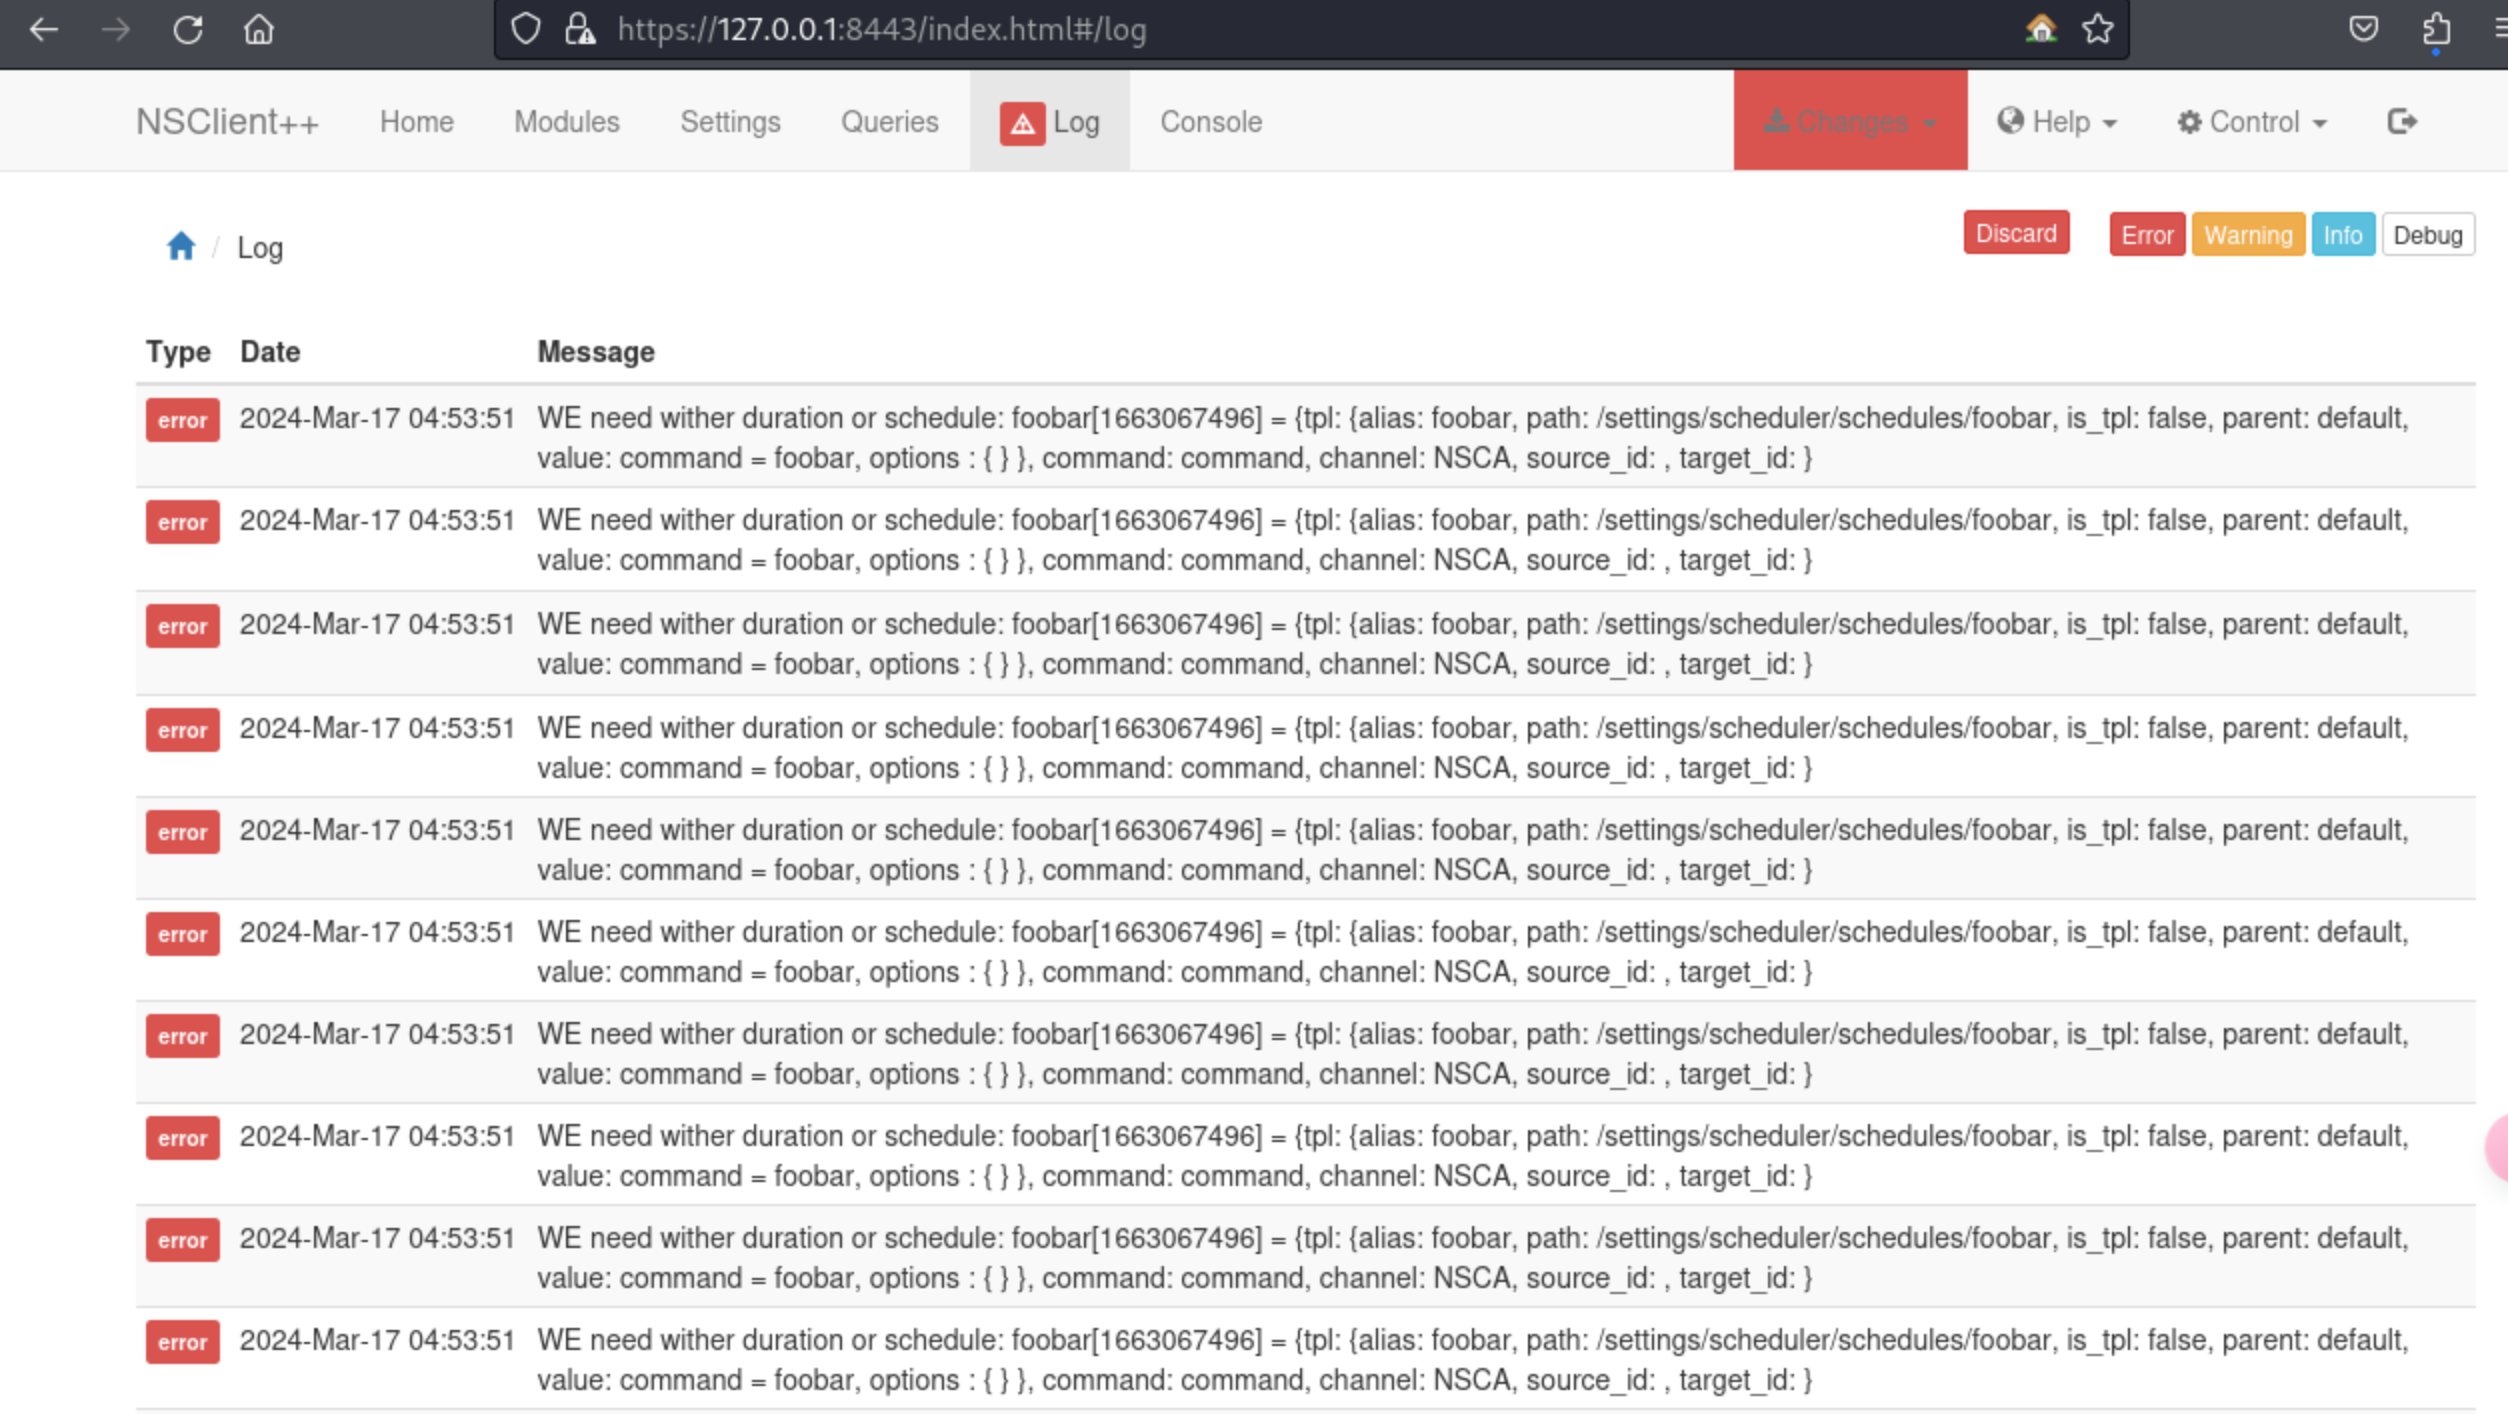 https://127.0.0.1:8443/index.html#/log
NSClient++ Home Modules Settings Queries Log Console Changes Help Control
Log
Discard Error Warning Info Debug
Type Date Message
error 2024-Mar-17 04:53:51 WE need wither duration or schedule: foobar[1663067496] = {tpl: {alias: foobar, path: /settings/scheduler/schedules/foobar, is_tpl: false, parent: default,
value: command = foobar, options : { } }, command: command, channel: NSCA, source_id: , target_id: }
error 2024-Mar-17 04:53:51 WE need wither duration or schedule: foobar[1663067496] = {tpl: {alias: foobar, path: /settings/scheduler/schedules/foobar, is_tpl: false, parent: default,
value: command = foobar, options : { } }, command: command, channel: NSCA, source_id: , target_id: }
error 2024-Mar-17 04:53:51 WE need wither duration or schedule: foobar[1663067496] = {tpl: {alias: foobar, path: /settings/scheduler/schedules/foobar, is_tpl: false, parent: default,
value: command = foobar, options : { } }, command: command, channel: NSCA, source_id: , target_id: }
error 2024-Mar-17 04:53:51 WE need wither duration or schedule: foobar[1663067496] = {tpl: {alias: foobar, path: /settings/scheduler/schedules/foobar, is_tpl: false, parent: default,
value: command = foobar, options : { } }, command: command, channel: NSCA, source_id: , target_id: }
error 2024-Mar-17 04:53:51 WE need wither duration or schedule: foobar[1663067496] = {tpl: {alias: foobar, path: /settings/scheduler/schedules/foobar, is_tpl: false, parent: default,
value: command = foobar, options : { } }, command: command, channel: NSCA, source_id: , target_id: }
error 2024-Mar-17 04:53:51 WE need wither duration or schedule: foobar[1663067496] = {tpl: {alias: foobar, path: /settings/scheduler/schedules/foobar, is_tpl: false, parent: default,
value: command = foobar, options : { } }, command: command, channel: NSCA, source_id: , target_id: }
error 2024-Mar-17 04:53:51 WE need wither duration or schedule: foobar[1663067496] = {tpl: {alias: foobar, path: /settings/scheduler/schedules/foobar, is_tpl: false, parent: default,
value: command = foobar, options : { } }, command: command, channel: NSCA, source_id: , target_id: }
error 2024-Mar-17 04:53:51 WE need wither duration or schedule: foobar[1663067496] = {tpl: {alias: foobar, path: /settings/scheduler/schedules/foobar, is_tpl: false, parent: default,
value: command = foobar, options : { } }, command: command, channel: NSCA, source_id: , target_id: }
error 2024-Mar-17 04:53:51 WE need wither duration or schedule: foobar[1663067496] = {tpl: {alias: foobar, path: /settings/scheduler/schedules/foobar, is_tpl: false, parent: default,
value: command = foobar, options : { } }, command: command, channel: NSCA, source_id: , target_id: }
error 2024-Mar-17 04:53:51 WE need wither duration or schedule: foobar[1663067496] = {tpl: {alias: foobar, path: /settings/scheduler/schedules/foobar, is_tpl: false, parent: default,
value: command = foobar, options : { } }, command: command, channel: NSCA, source_id: , target_id: }